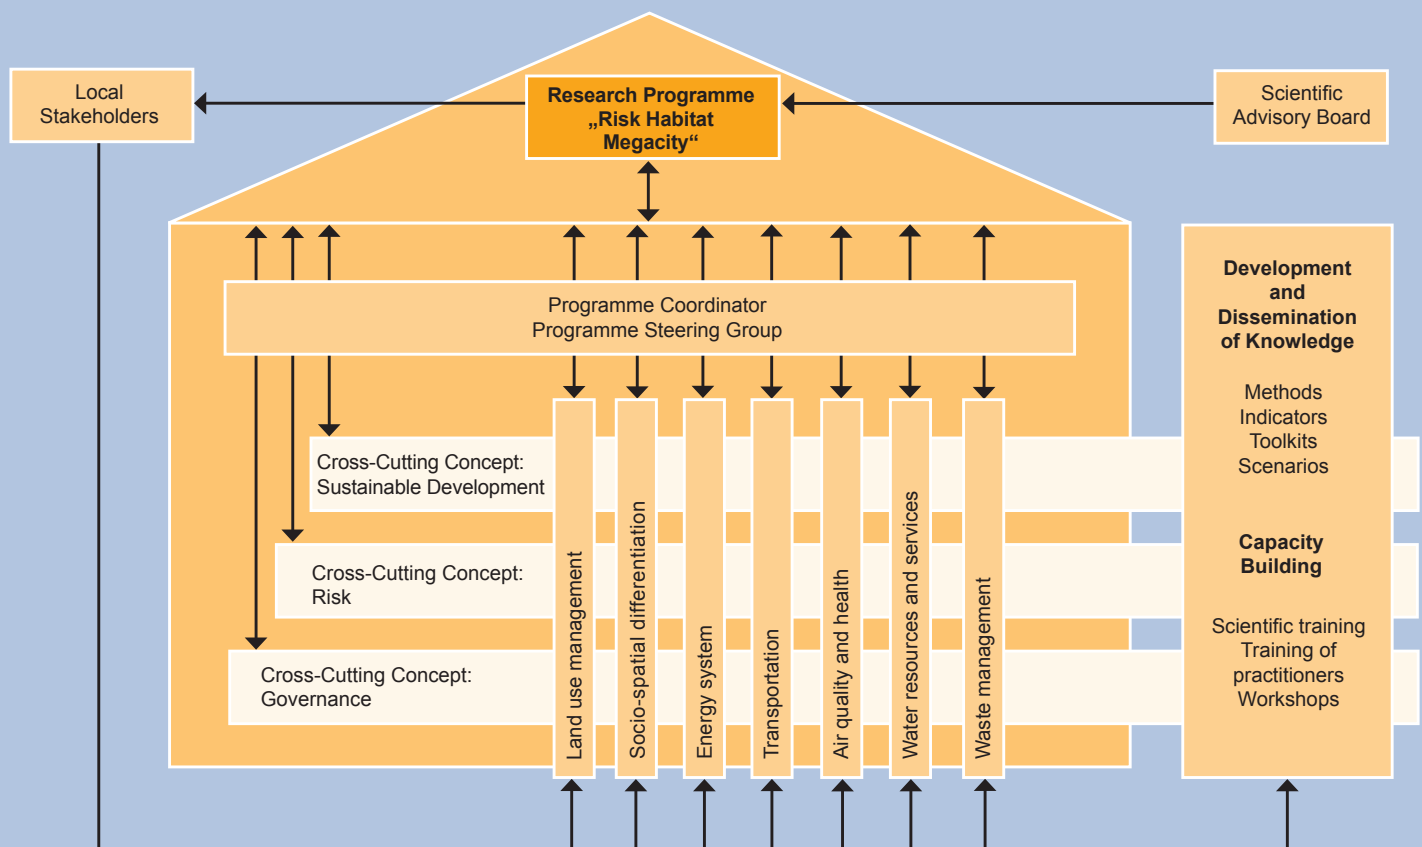 Local
Stakeholders
Research Programme
„Risk Habitat
Megacity“
Scientific
Advisory Board
Programme Coordinator
Programme Steering Group
Cross-Cutting Concept:
Sustainable Development
Cross-Cutting Concept:
Risk
Cross-Cutting Concept:
Governance
Land use management
Socio-spatial differentiation
Energy system
Transportation
Air quality and health
Water resources and services
Waste management
Development
and
Dissemination
of Knowledge
Methods
Indicators
Toolkits
Scenarios
Capacity
Building
Scientific training
Training of
practitioners
Workshops